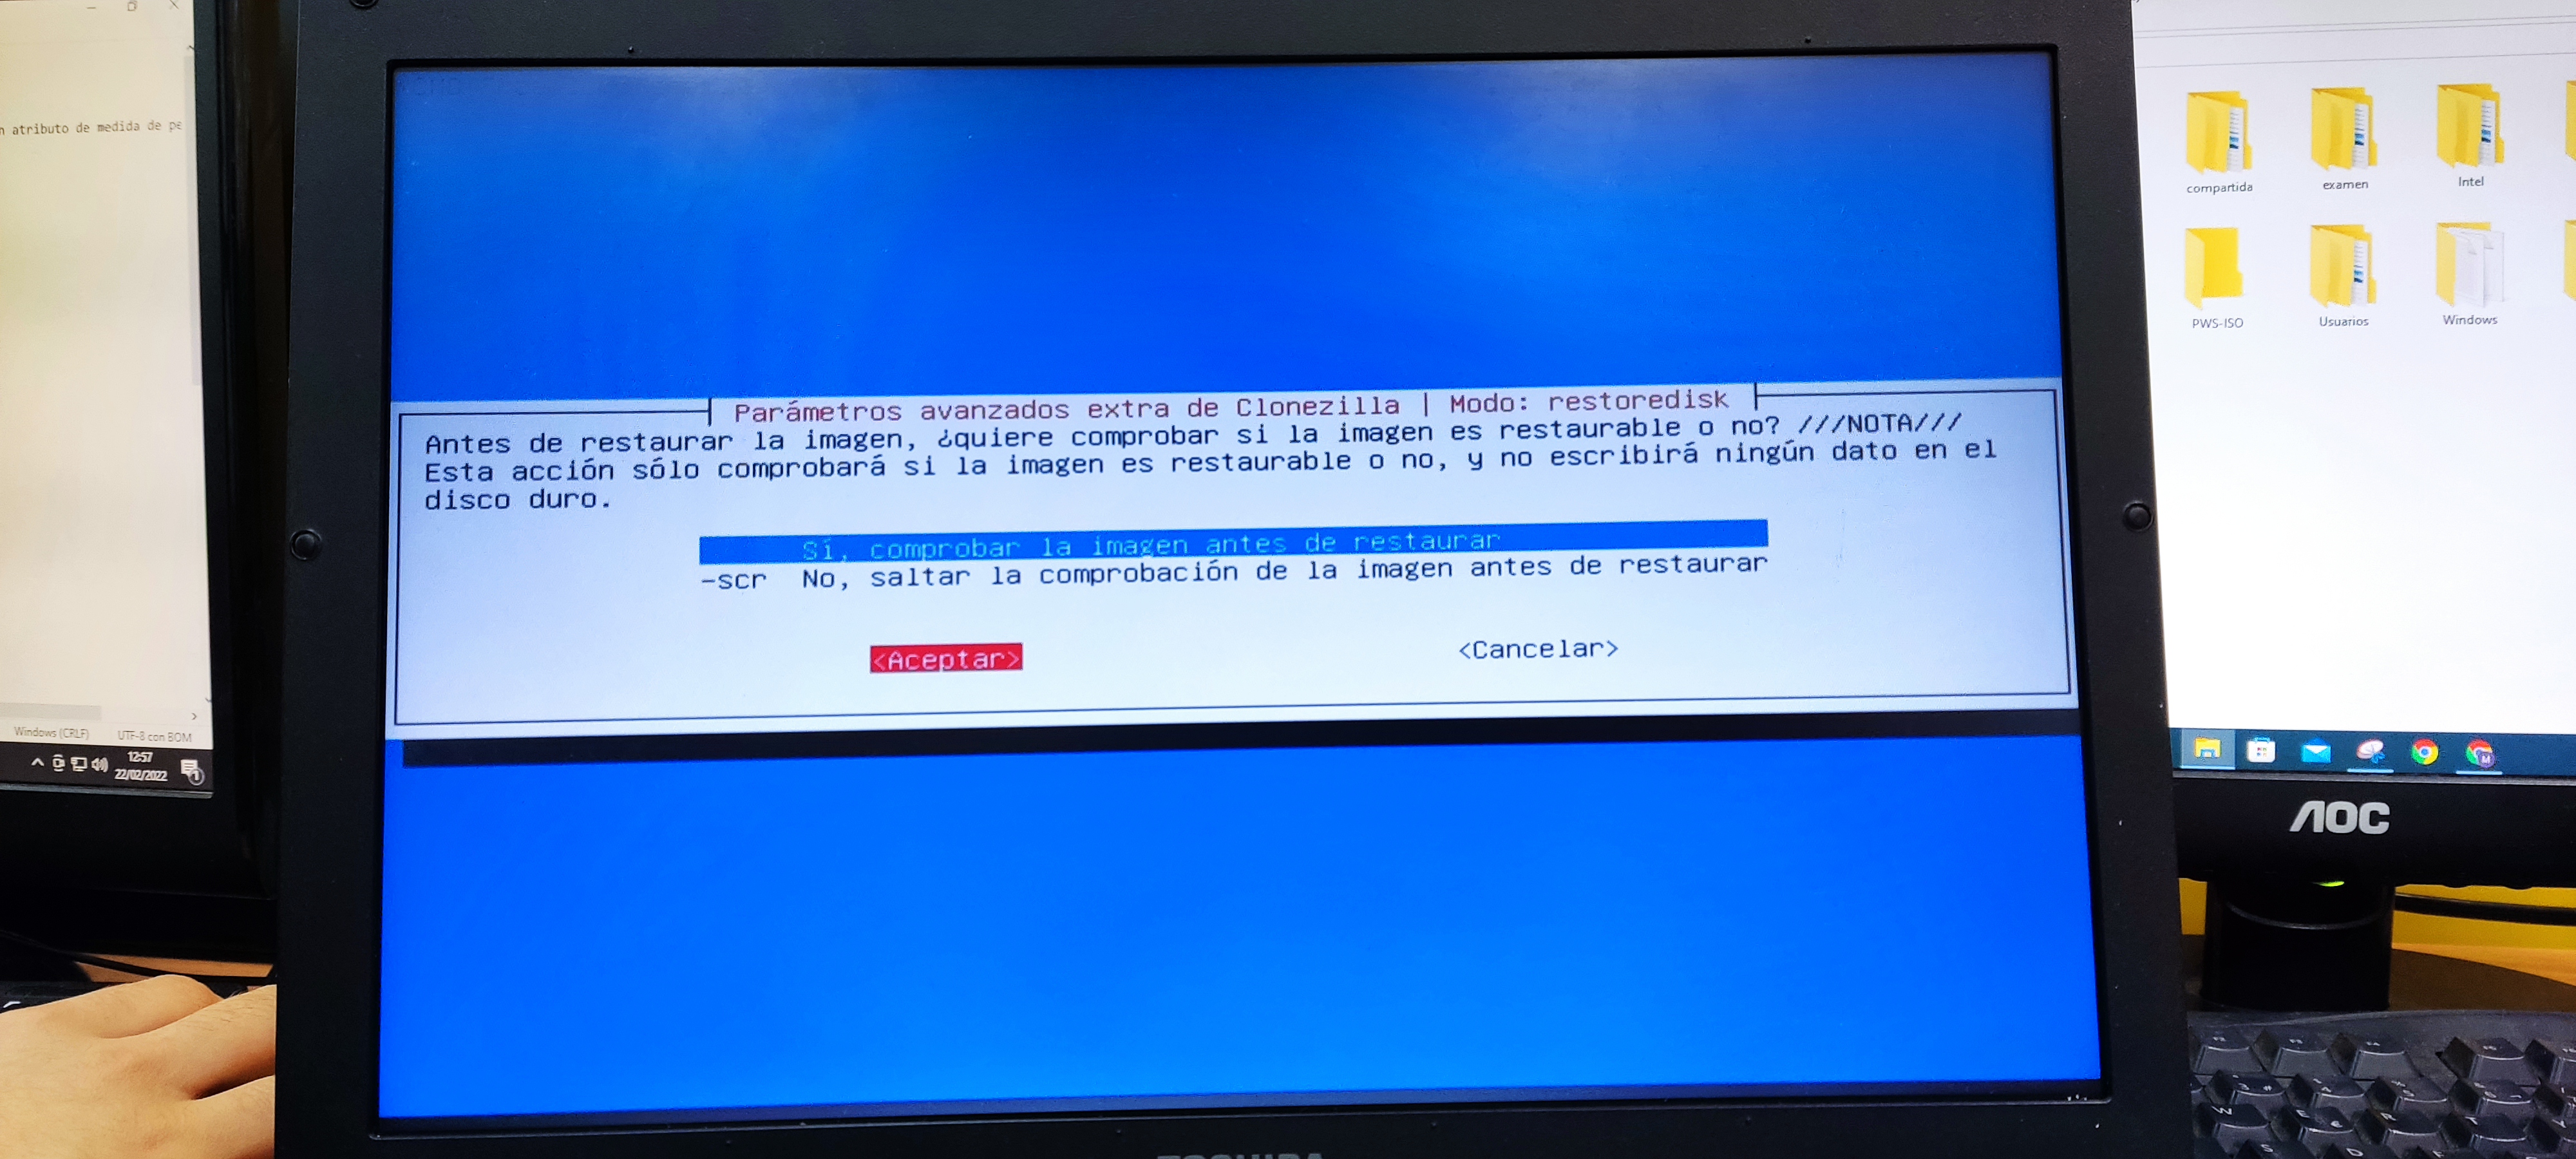 n atributo de medida de pe
Windows (CRLF)
UTF-8 con BOM
12:57
22/02/2022
1
Parámetros avanzados extra de Clonezilla | Modo: restoredisk
Antes de restaurar la imagen, ¿quiere comprobar si la imagen es restaurable o no? ///NOTA///
Esta acción sólo comprobará si la imagen es restaurable o no, y no escribirá ningún dato en el
disco duro.
Sí, comprobar la imagen antes de restaurar
-scr No, saltar la comprobación de la imagen antes de restaurar
<Aceptar>
<Cancelar>
TOSHIBA
compartida
examen
Intel
PWS-ISO
Usuarios
Windows
M
AOC
W
E
R
S
D
F